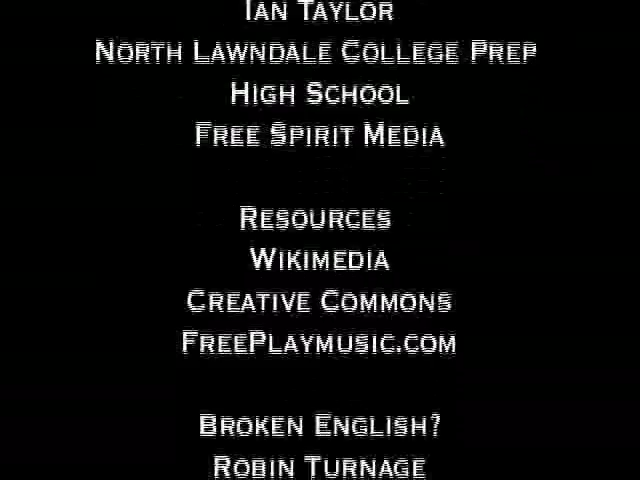 Ian Taylor
North Lawndale College Prep
High School
Free Spirit Media
Resources
Wikimedia
Creative Commons
FreePlaymusic.com
Broken English?
Robin Turnage